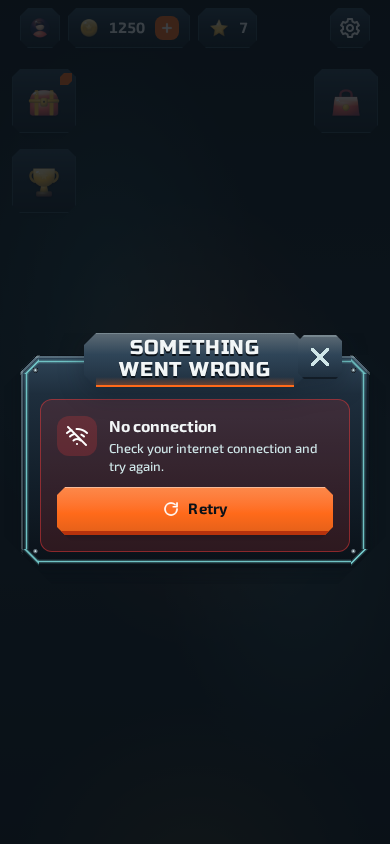 1250
7
SOMETHING
WENT WRONG
No connection
Check your internet connection and
try again.
Retry